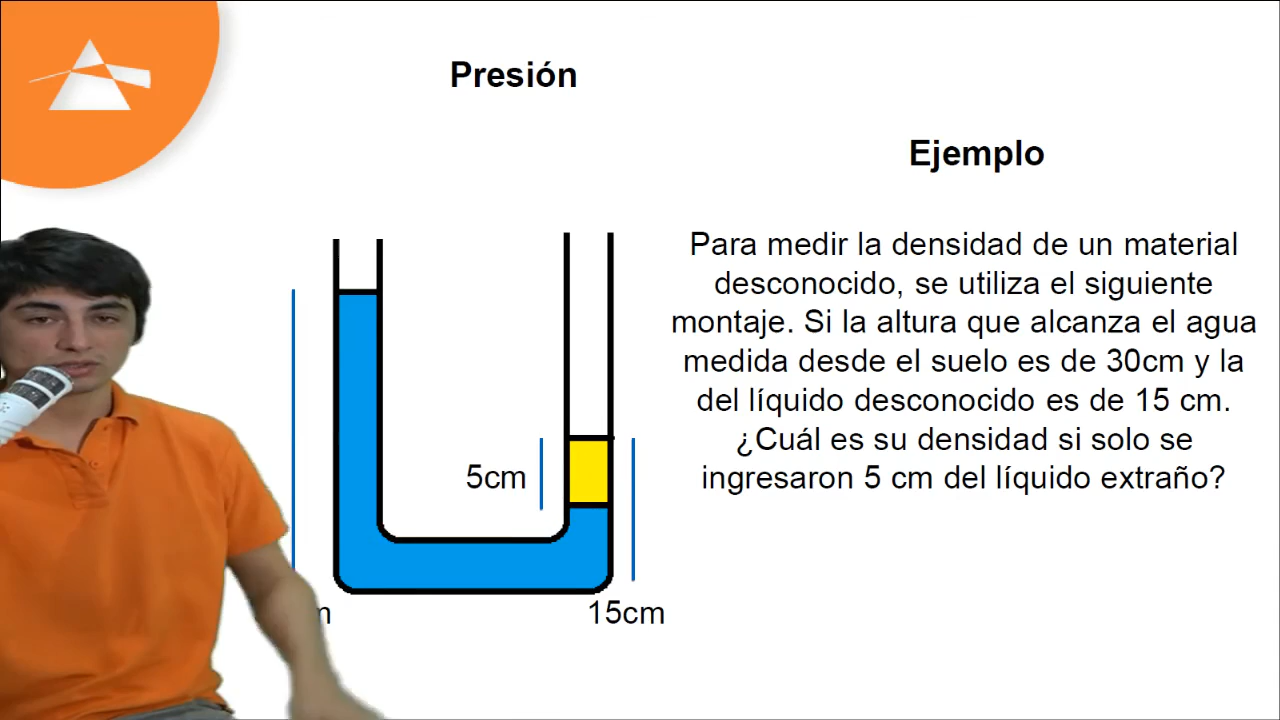 Presión
Ejemplo
Para medir la densidad de un material
desconocido, se utiliza el siguiente
montaje. Si la altura que alcanza el agua
medida desde el suelo es de 30cm y la
del líquido desconocido es de 15 cm.
¿Cuál es su densidad si solo se
ingresaron 5 cm del líquido extraño?
5cm
15cm